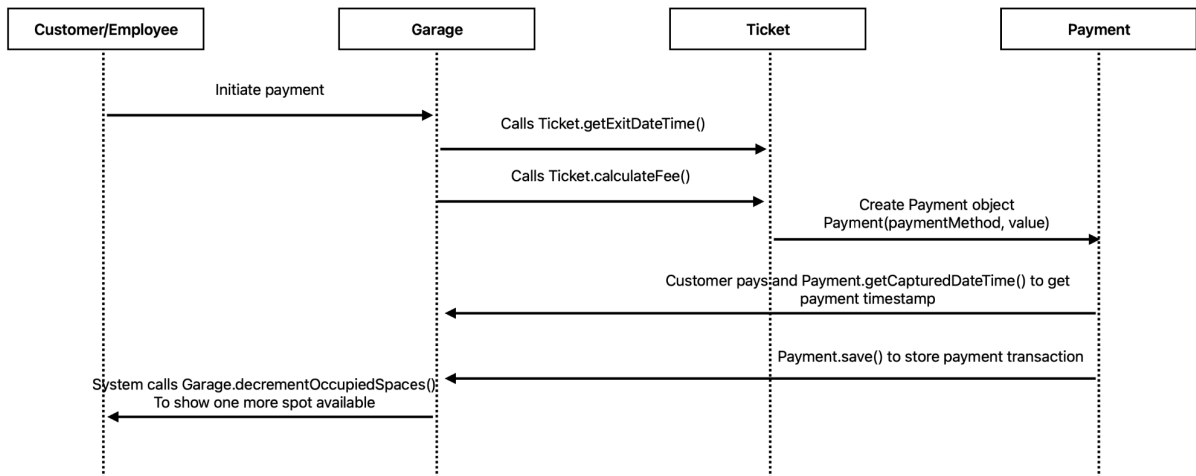 Customer/Employee
Garage
Ticket
Payment
Initiate payment
Calls Ticket.getExitDateTime()
Calls Ticket.calculateFee()
Create Payment object
Payment(paymentMethod, value)
Customer pays and Payment.getCapturedDateTime() to get
payment timestamp
Payment.save() to store payment transaction
System calls Garage.decrementOccupiedSpaces()
To show one more spot available